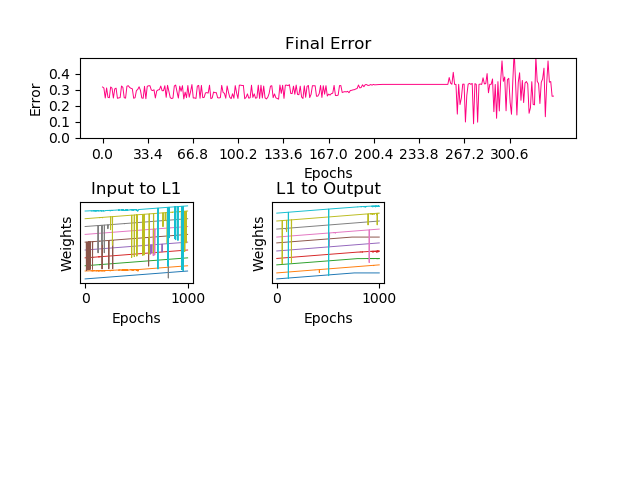 Final Error
Error
0.4
0.3
0.2
0.1
0.0
0.0 33.4 66.8 100.2 133.6 167.0 200.4 233.8 267.2 300.6
Epochs
Input to L1 L1 to Output
Weights Weights
0 1000 0 1000
Epochs Epochs